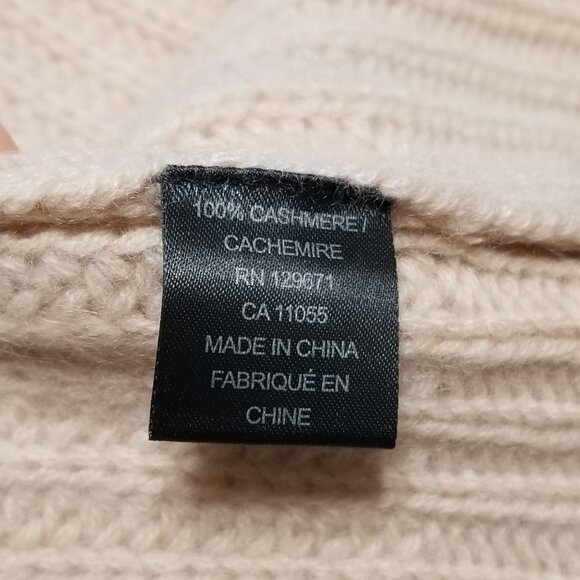 100% CASHMERE/
CACHEMIRE
RN 129671
CA 11055
MADE IN CHINA
FABRIQUÉ EN
CHINE